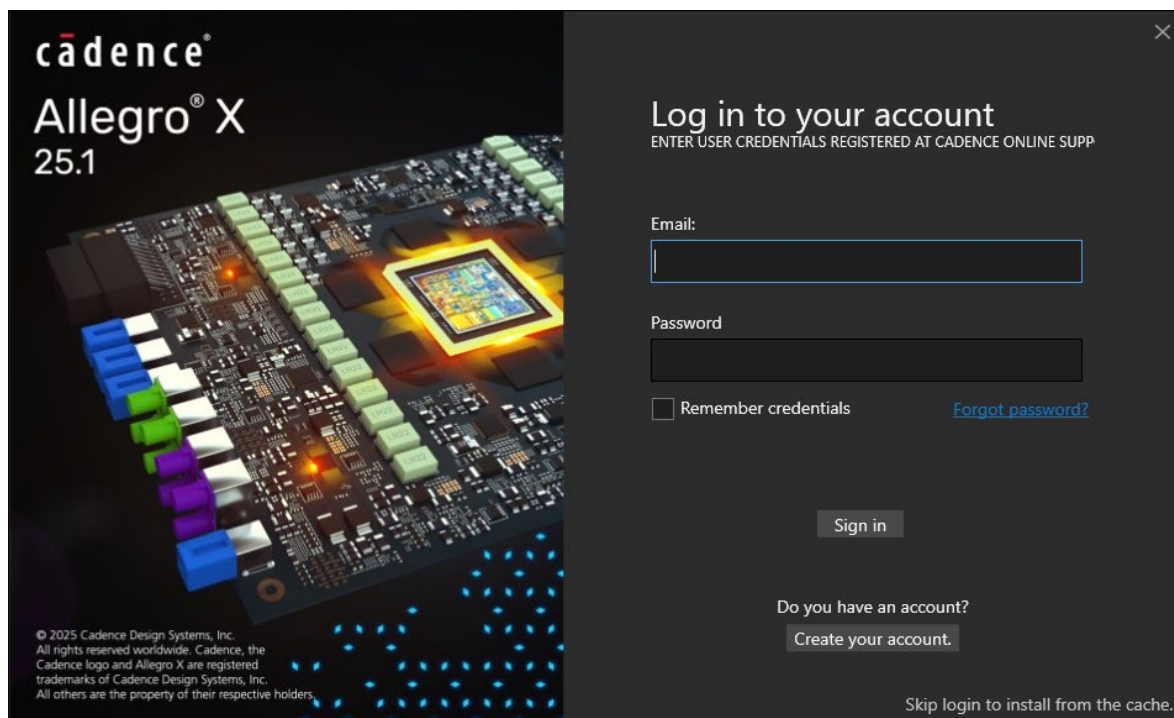 cādence®
Allegro® X
25.1
© 2025 Cadence Design Systems, Inc.
All rights reserved worldwide. Cadence, the
Cadence logo and Allegro X are registered
trademarks of Cadence Design Systems, Inc.
All others are the property of their respective holders.
Log in to your account
ENTER USER CREDENTIALS REGISTERED AT CADENCE ONLINE SUPP
Email:
Password
Remember credentials
Forgot password?
Sign in
Do you have an account?
Create your account.
Skip login to install from the cache.